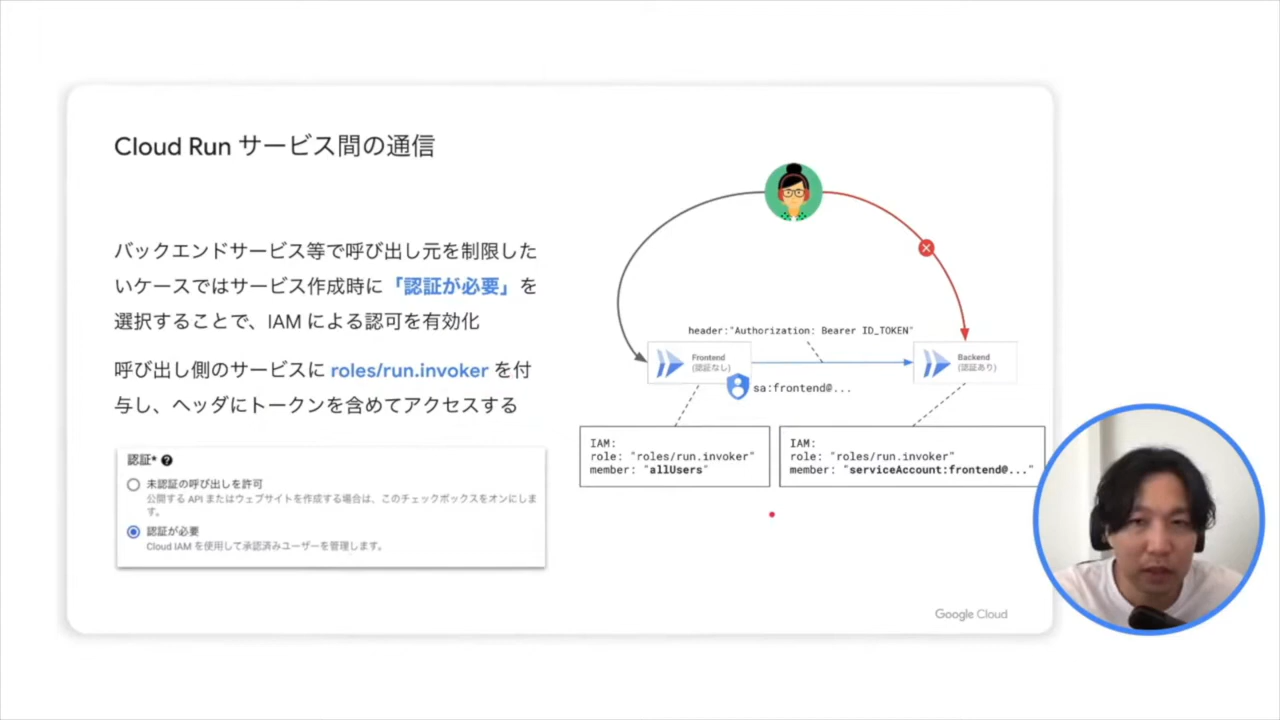 Cloud Run サービス間の通信
バックエンドサービス等で呼び出し元を制限した
いケースではサービス作成時に「認証が必要」を
選択することで、IAM による認可を有効化
呼び出し側のサービスに roles/run.invoker を付
与し、ヘッダにトークンを含めてアクセスする
認証*
未認証の呼び出しを許可
公開する API またはウェブサイトを作成する場合は、このチェックボックスをオンにしま
す。
認証が必要
Cloud IAM を使用して承認済みユーザーを管理します。
header:"Authorization: Bearer ID_TOKEN"
Frontend
(認証なし)
Backend
(認証あり)
sa:frontend@...
IAM:
role: "roles/run.invoker"
member: "allUsers"
IAM:
role: "roles/run.invoker"
member: "serviceAccount:frontend@..."
Google Cloud